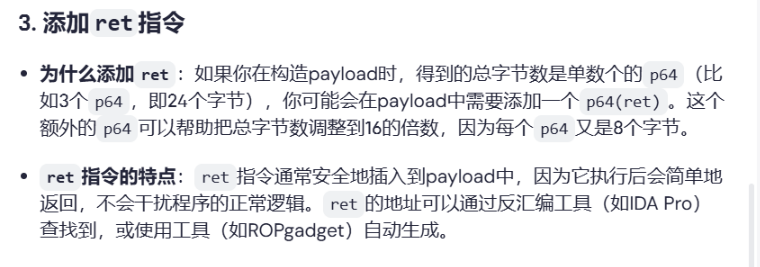 3. 添加 ret 指令
• 为什么添加 ret ：如果你在构造payload时，得到的总字节数是单数个的 p64 （比
如3个 p64 ，即24个字节），你可能会在payload中需要添加一个 p64(ret) 。这个
额外的 p64 可以帮助把总字节数调整到16的倍数，因为每个 p64 又是8个字节。
• ret 指令的特点： ret 指令通常安全地插入到payload中，因为它执行后会简单地
返回，不会干扰程序的正常逻辑。 ret 的地址可以通过反汇编工具（如IDA Pro）
查找到，或使用工具（如ROPgadget）自动生成。